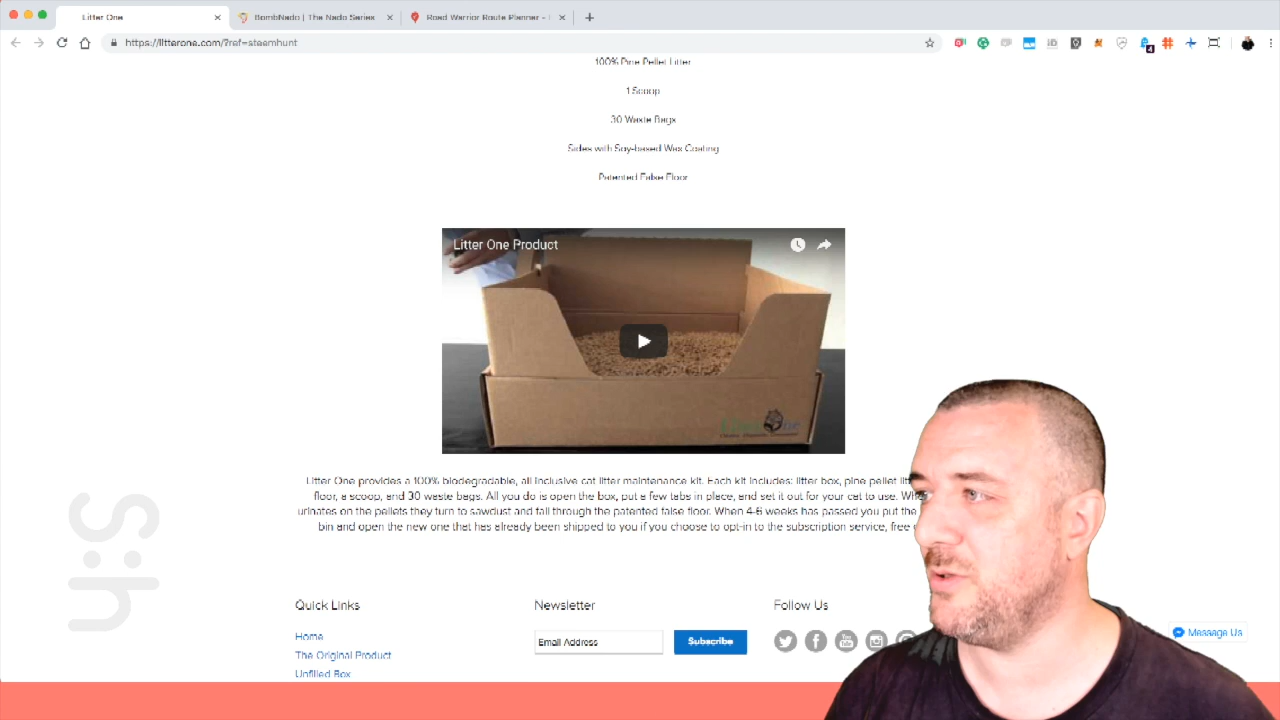 Litter One
BombNado | The Nado Series
Road Warrior Route Planner -
https://litterone.com/?ref=steemhunt
100% Pine Pellet Litter
1 Scoop
30 Waste Bags
Sides with Soy-based Wax Coating
Patented False Floor
Litter One Product
Litter One provides a 100% biodegradable, all inclusive cat litter maintenance kit. Each kit includes: litter box, pine pellet
floor, a scoop, and 30 waste bags. All you do is open the box, put a few tabs in place, and set it out for your cat to use.
urinates on the pellets they turn to sawdust and fall through the patented false floor. When 4-6 weeks has passed you put the
bin and open the new one that has already been shipped to you if you choose to opt-in to the subscription service, free
s:h
Quick Links
Newsletter
Follow Us
Home
Email Address
Subscribe
Message Us
The Original Product
Unfilled Box